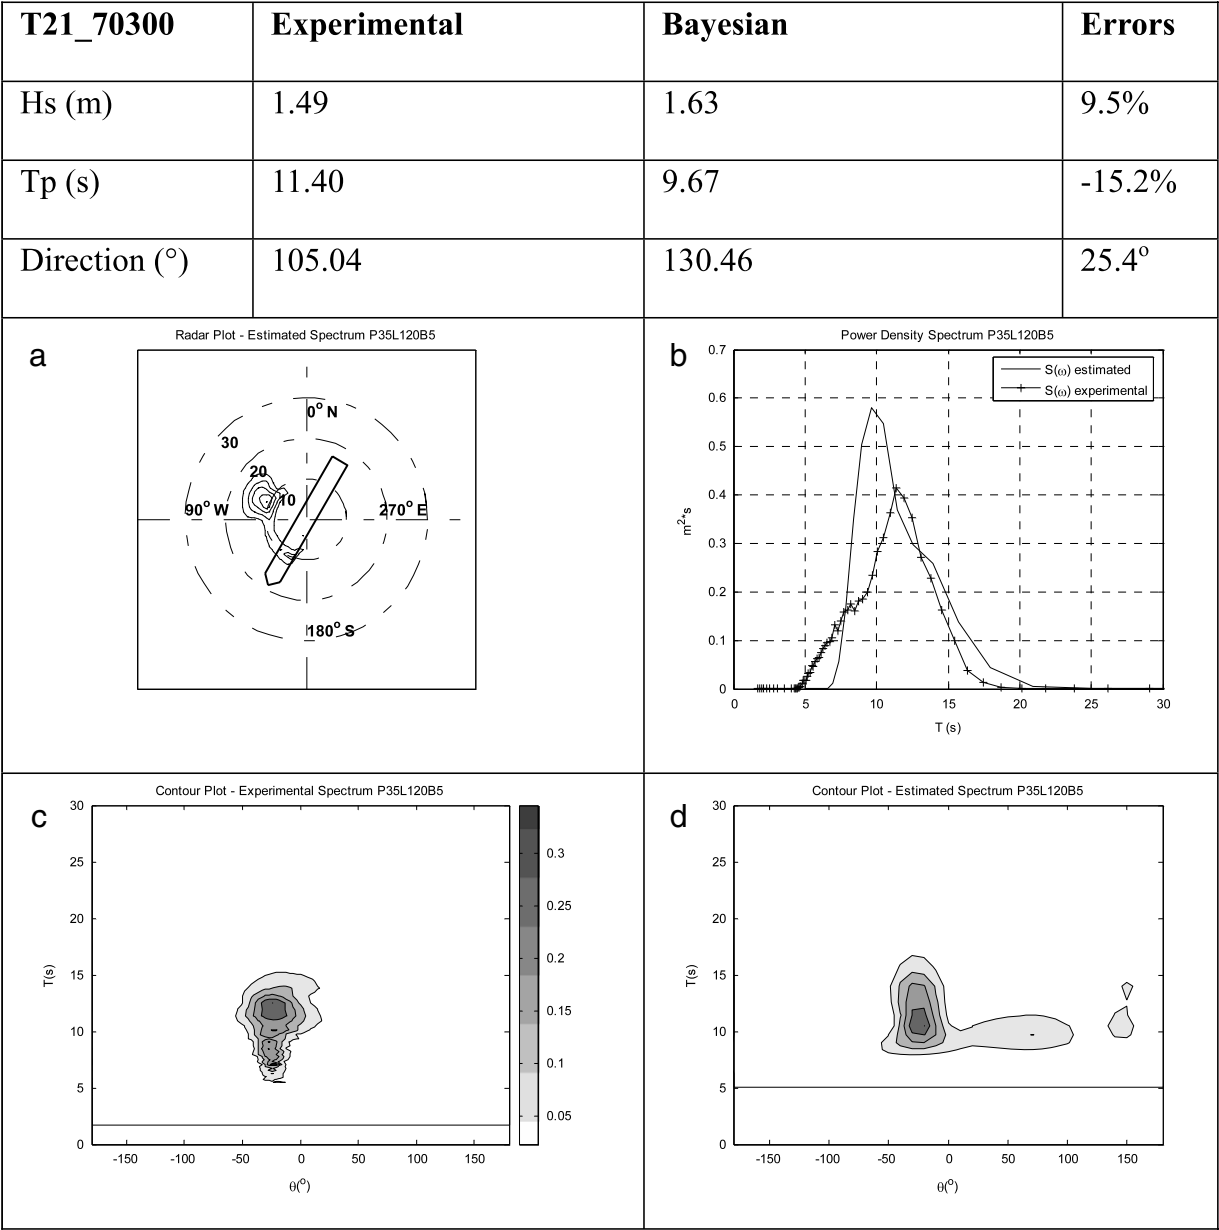 T21_70300 Experimental Bayesian Errors
Hs (m) 1.49 1.63 9.5%
Tp (s) 11.40 9.67 -15.2%
Direction (°) 105.04 130.46 25.4°
a
Radar Plot - Estimated Spectrum P35L120B5
0° N
30
20
10
90° W
270° E
180° S
b
Power Density Spectrum P35L120B5
0.7
0.6
0.5
0.4
0.3
0.2
0.1
0
m²*s
S(ω) estimated
S(ω) experimental
0 5 10 15 20 25 30
T (s)
c
Contour Plot - Experimental Spectrum P35L120B5
30
25
20
15
10
5
0
T(s)
-150 -100 -50 0 50 100 150
θ(°)
0.3
0.25
0.2
0.15
0.1
0.05
d
Contour Plot - Estimated Spectrum P35L120B5
30
25
20
15
10
5
0
T(s)
-150 -100 -50 0 50 100 150
θ(°)